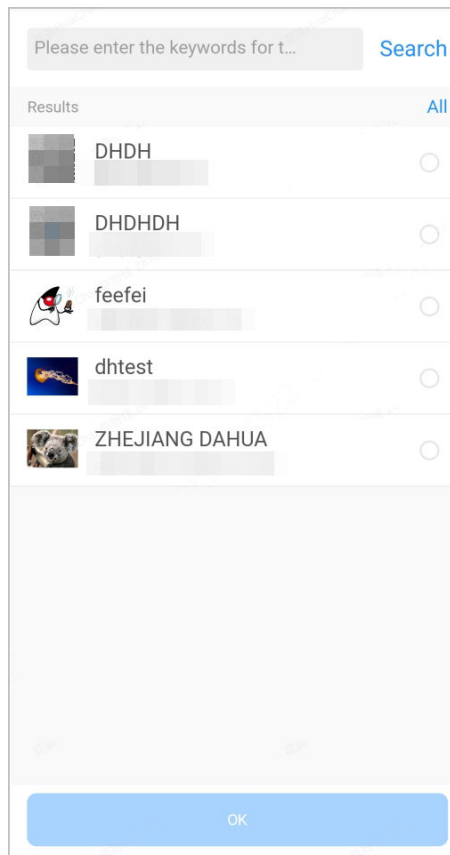 Please enter the keywords for t... Search
Results All
DHDH
DHDHDH
feefei
dhtest
ZHEJIANG DAHUA
OK